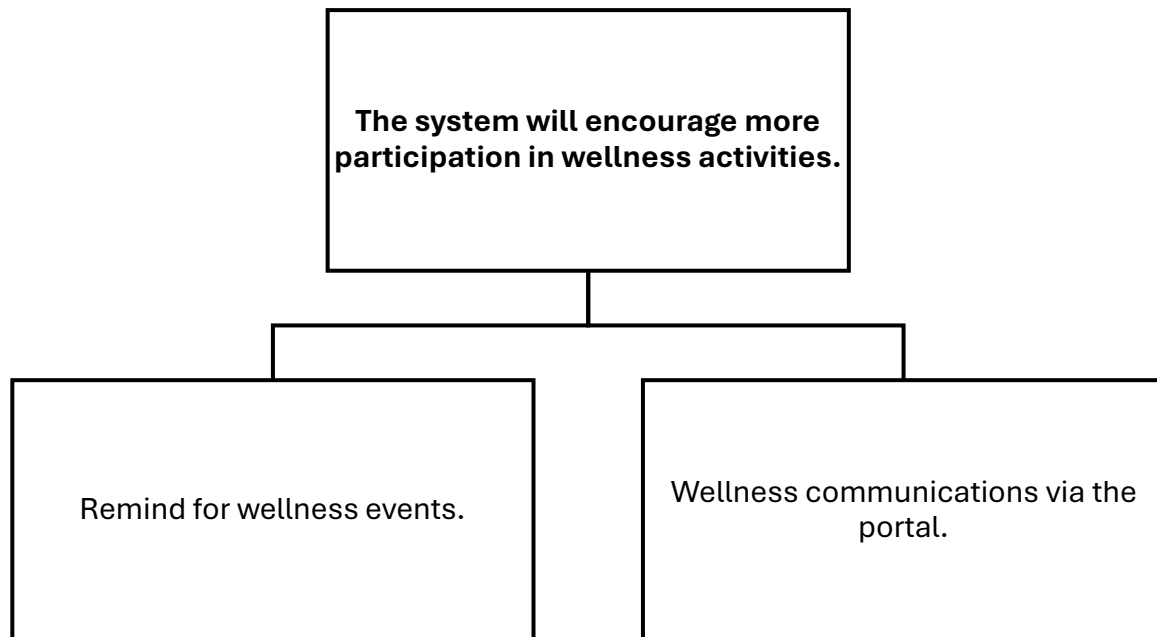 The system will encourage more
participation in wellness activities.
Remind for wellness events.
Wellness communications via the
portal.